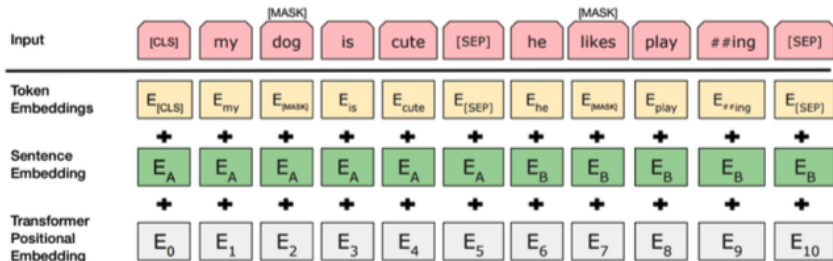 [MASK] [MASK]
Input [CLS] my dog is cute [SEP] he likes play ##ing [SEP]
Token
Embeddings E[CLS] Emy E[MASK] Eis Ecute E[SEP] Ehe E[MASK] Eplay E##ing E[SEP]
+ + + + + + + + + + +
Sentence
Embedding EA EA EA EA EA EA EB EB EB EB EB
+ + + + + + + + + + +
Transformer
Positional
Embedding E0 E1 E2 E3 E4 E5 E6 E7 E8 E9 E10